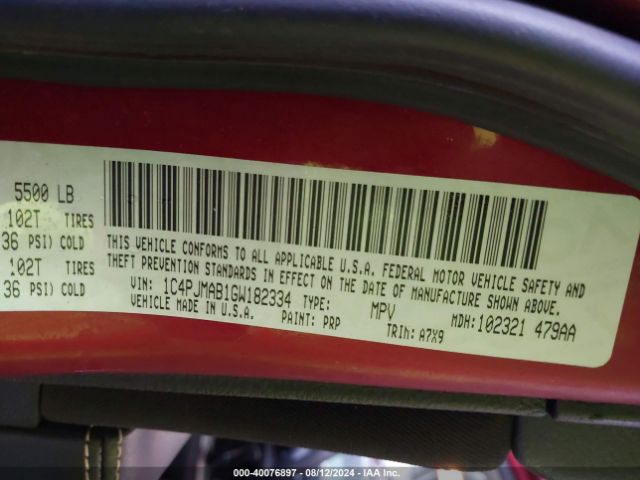 5500 LB
102T TIRES
36 PSI) COLD
102T TIRES
36 PSI) COLD
THIS VEHICLE CONFORMS TO ALL APPLICABLE U.S.A. FEDERAL MOTOR VEHICLE SAFETY AND
THEFT PREVENTION STANDARDS IN EFFECT ON THE DATE OF MANUFACTURE SHOWN ABOVE.
VIN: 1C4PJMAB1GW182334 TYPE: MPV MDH:102321 479AA
VEHICLE MADE IN U.S.A. PAINT: PRP TRIM: A7X9
000-40076897 - 08/12/2024 - IAA Inc.